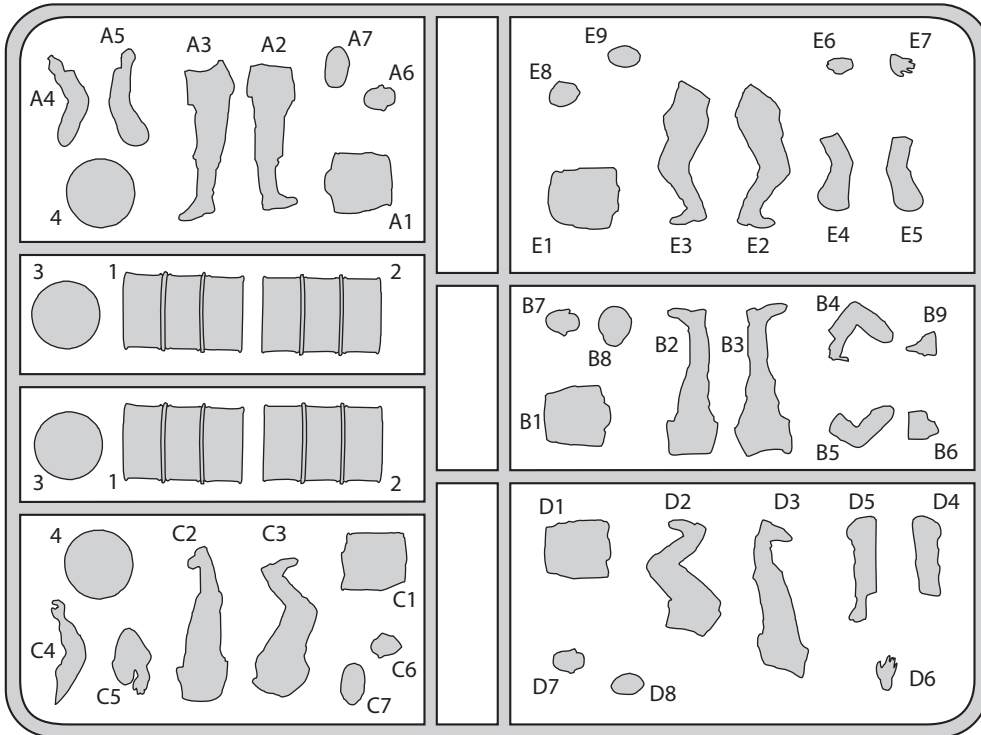 A5 A3 A2 A7
A4 A6
4 A1
3 1 2
3 1 2
4 C2 C3
C1
C4 C5 C6
C7
E9 E6 E7
E8
E1 E3 E2 E4 E5
B7 B8 B2 B3 B4 B9
B1 B5 B6
D1 D2 D3 D5 D4
D7 D8 D6